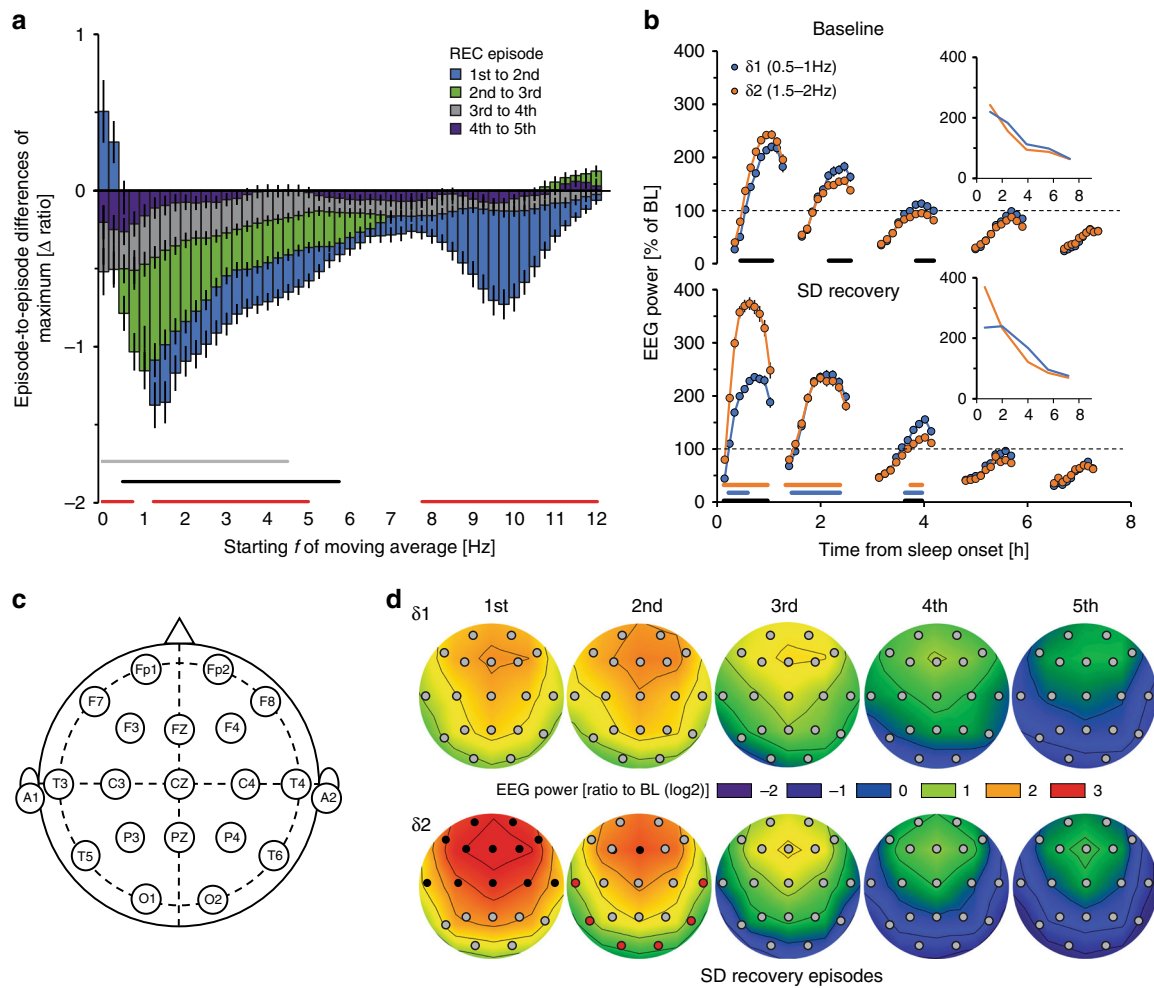 a
Episode-to-episode differences of
maximum [Δ ratio]
1
0
−1
−2
REC episode
1st to 2nd
2nd to 3rd
3rd to 4th
4th to 5th
0 1 2 3 4 5 6 7 8 9 10 11 12
Starting f of moving average [Hz]
b
Baseline
EEG power [% of BL]
400
300
200
100
0
δ1 (0.5–1Hz)
δ2 (1.5–2Hz)
400
200
0
0 2 4 6 8
SD recovery
400
300
200
100
0
400
200
0
0 2 4 6 8
0 2 4 6 8
Time from sleep onset [h]
c
Fp1 Fp2
F7 F8
F3 FZ F4
A1 T3 C3 CZ C4 T4 A2
P3 PZ P4
T5 T6
O1 O2
d
δ1 1st 2nd 3rd 4th 5th
EEG power [ratio to BL (log2)] −2 −1 0 1 2 3
δ2
SD recovery episodes